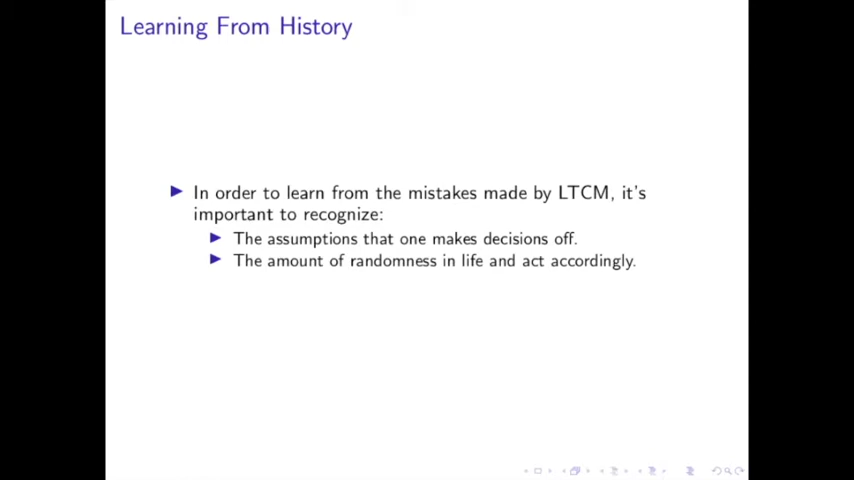 Learning From History
In order to learn from the mistakes made by LTCM, it's
important to recognize:
The assumptions that one makes decisions off.
The amount of randomness in life and act accordingly.